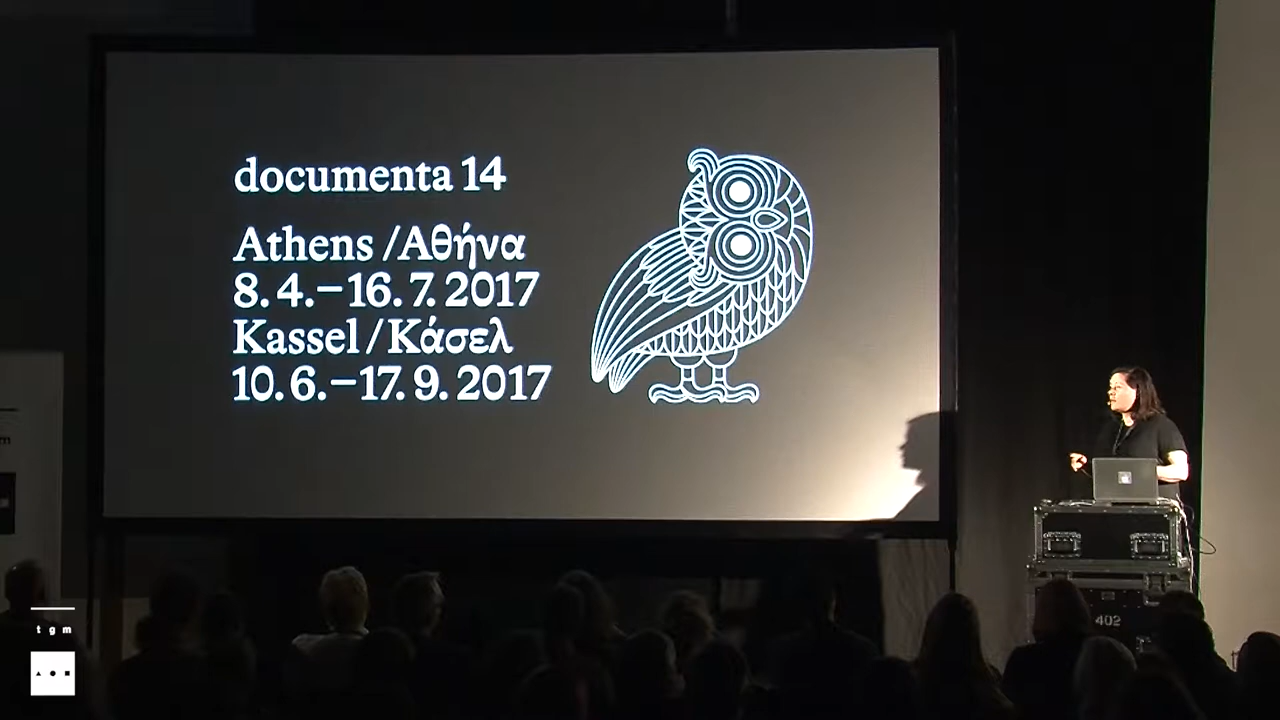 documenta 14
Athens /Αθήνα
8. 4.–16. 7. 2017
Kassel / Κάσελ
10. 6.–17. 9. 2017
402
m
tgm